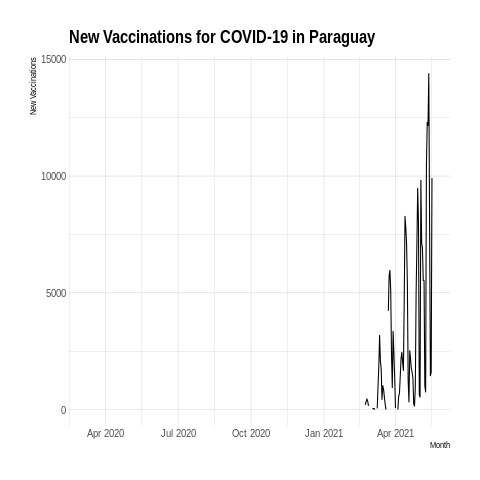 New Vaccinations for COVID-19 in Paraguay
New Vaccinations
15000
10000
5000
0
Apr 2020 Jul 2020 Oct 2020 Jan 2021 Apr 2021
Month